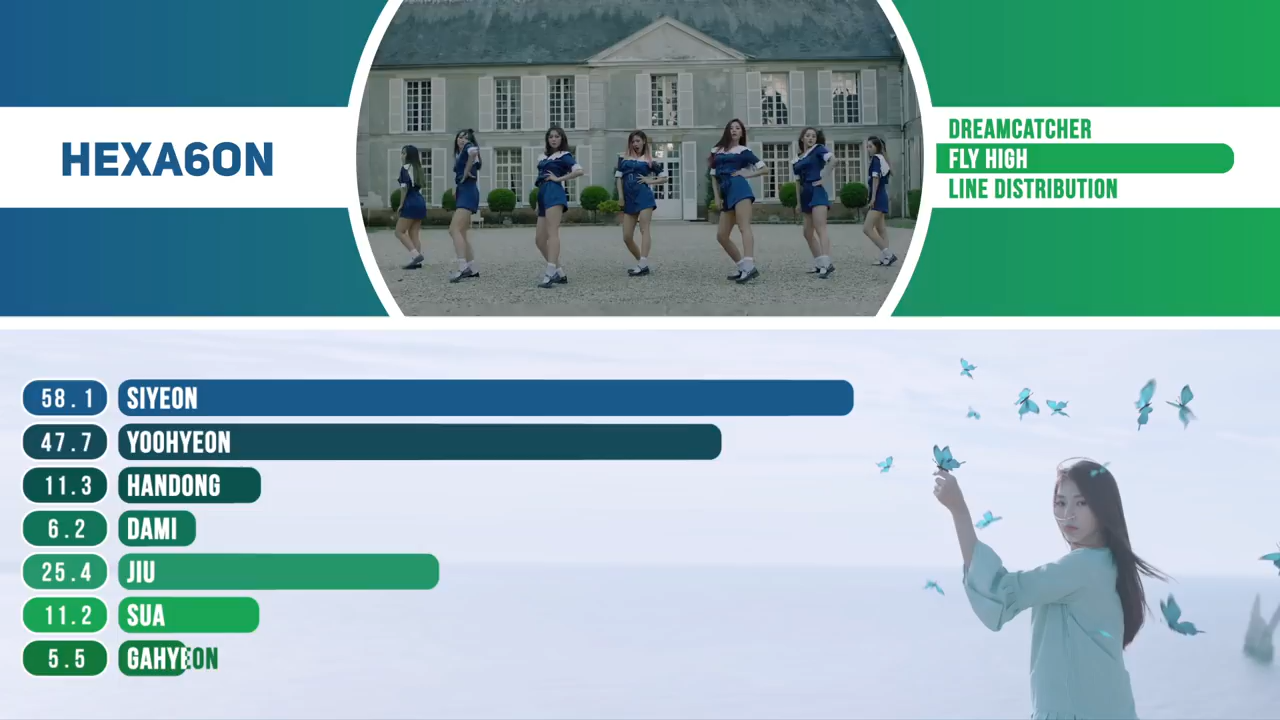 HEXA6ON
DREAMCATCHER
FLY HIGH
LINE DISTRIBUTION
58.1 SIYEON
47.7 YOOHYEON
11.3 HANDONG
6.2 DAMI
25.4 JIU
11.2 SUA
5.5 GAHYEON